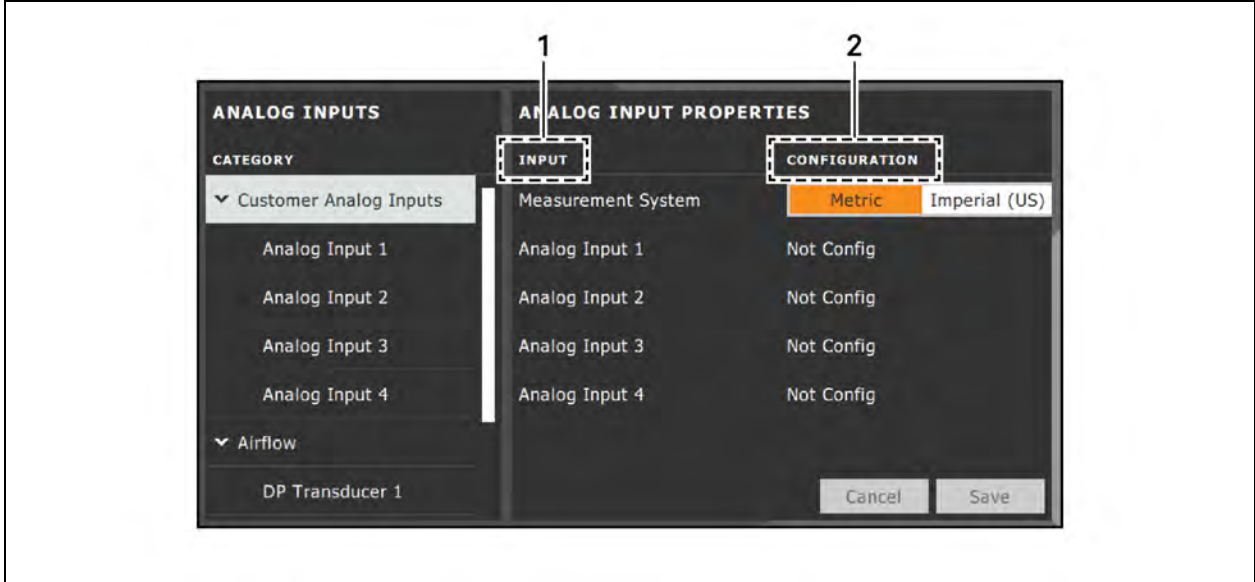 1
2
ANALOG INPUTS
ANALOG INPUT PROPERTIES
CATEGORY
INPUT
CONFIGURATION
Customer Analog Inputs
Measurement System
Metric
Imperial (US)
Analog Input 1
Analog Input 1
Not Config
Analog Input 2
Analog Input 2
Not Config
Analog Input 3
Analog Input 3
Not Config
Analog Input 4
Analog Input 4
Not Config
Airflow
DP Transducer 1
Cancel
Save